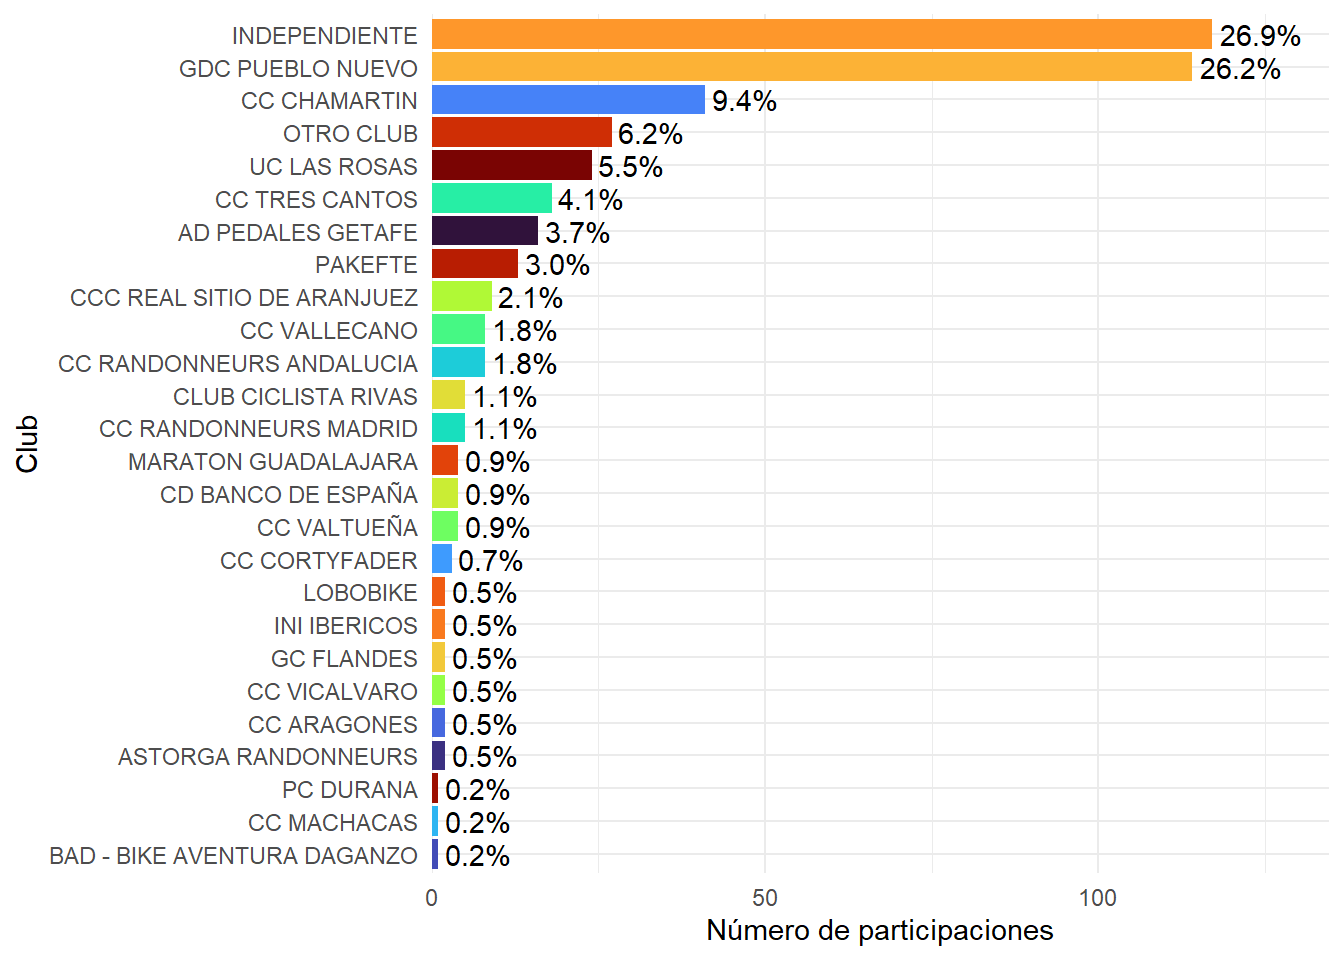 INDEPENDIENTE 26.9%
GDC PUEBLO NUEVO 26.2%
CC CHAMARTIN 9.4%
OTRO CLUB 6.2%
UC LAS ROSAS 5.5%
CC TRES CANTOS 4.1%
AD PEDALES GETAFE 3.7%
PAKEFTE 3.0%
CCC REAL SITIO DE ARANJUEZ 2.1%
CC VALLECANO 1.8%
CC RANDONNEURS ANDALUCIA 1.8%
CLUB CICLISTA RIVAS 1.1%
CC RANDONNEURS MADRID 1.1%
MARATON GUADALAJARA 0.9%
CD BANCO DE ESPAÑA 0.9%
CC VALTUEÑA 0.9%
CC CORTYFADER 0.7%
LOBOBIKE 0.5%
INI IBERICOS 0.5%
GC FLANDES 0.5%
CC VICALVARO 0.5%
CC ARAGONES 0.5%
ASTORGA RANDONNEURS 0.5%
PC DURANA 0.2%
CC MACHACAS 0.2%
BAD - BIKE AVENTURA DAGANZO 0.2%
Club
0 50 100
Número de participaciones